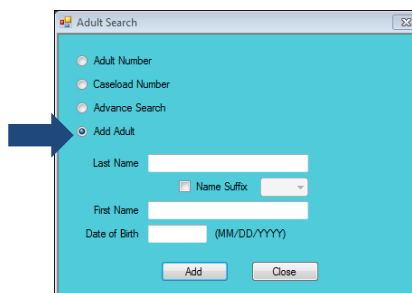 Adult Search
Adult Number
Caseload Number
Advance Search
Add Adult
Last Name
Name Suffix
First Name
Date of Birth (MM/DD/YYYY)
Add Close